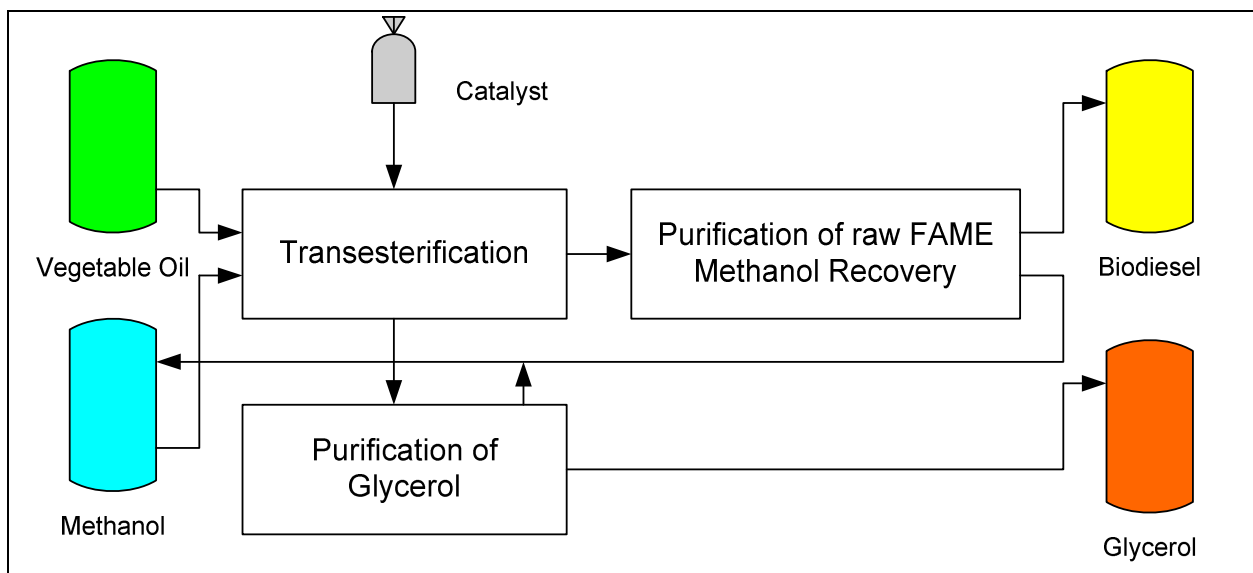 Catalyst
Vegetable Oil
Transesterification
Purification of raw FAME
Methanol Recovery
Biodiesel
Methanol
Purification of
Glycerol
Glycerol